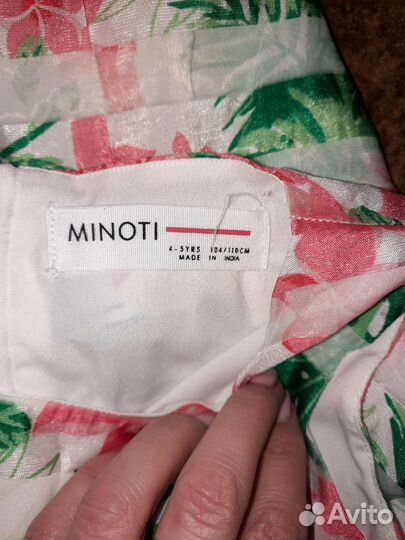 MINOTI
4-5YRS 104/110CM
MADE IN INDIA
Avito